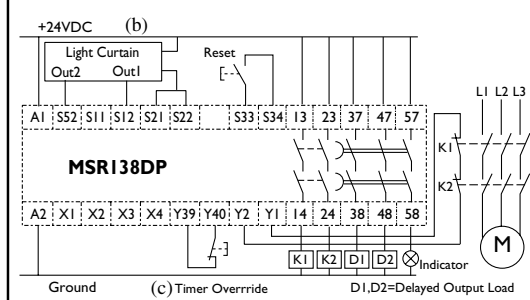 +24VDC (b)
Light Curtain
Out2 Out1
Reset
L1 L2 L3
A1 S52 S11 S12 S21 S22 S33 S34 13 23 37 47 57
K1
MSR138DP
K2
A2 X1 X2 X3 X4 Y39 Y40 Y2 Y1 14 24 38 48 58
M
K1 K2 D1 D2
Indicator
Ground (c) Timer Overrride D1,D2=Delayed Output Load